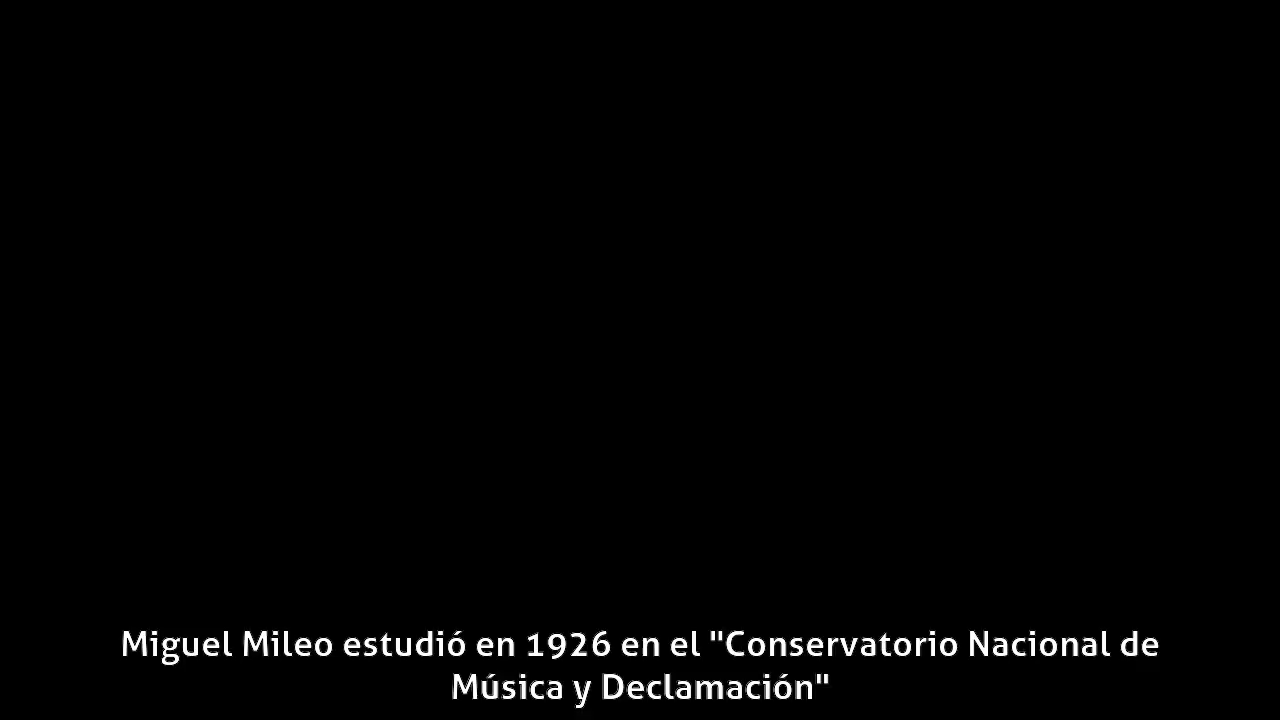 Miguel Mileo estudió en 1926 en el "Conservatorio Nacional de
Música y Declamación"